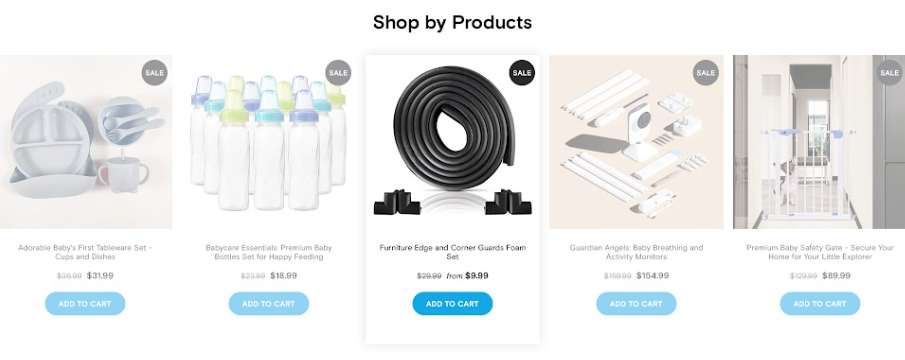 Shop by Products
SALE
SALE
SALE
SALE
SALE
Adorable Baby's First Tableware Set –
Cups and Dishes
$36.99 $31.99
ADD TO CART
Babycare Essentials: Premium Baby
Bottles Set for Happy Feeding
$23.99 $18.99
ADD TO CART
Furniture Edge and Corner Guards Foam
Set
$29.99 from $9.99
ADD TO CART
Guardian Angels: Baby Breathing and
Activity Monitors
$159.99 $154.99
ADD TO CART
Premium Baby Safety Gate – Secure Your
Home for Your Little Explorer
$129.99 $89.99
ADD TO CART